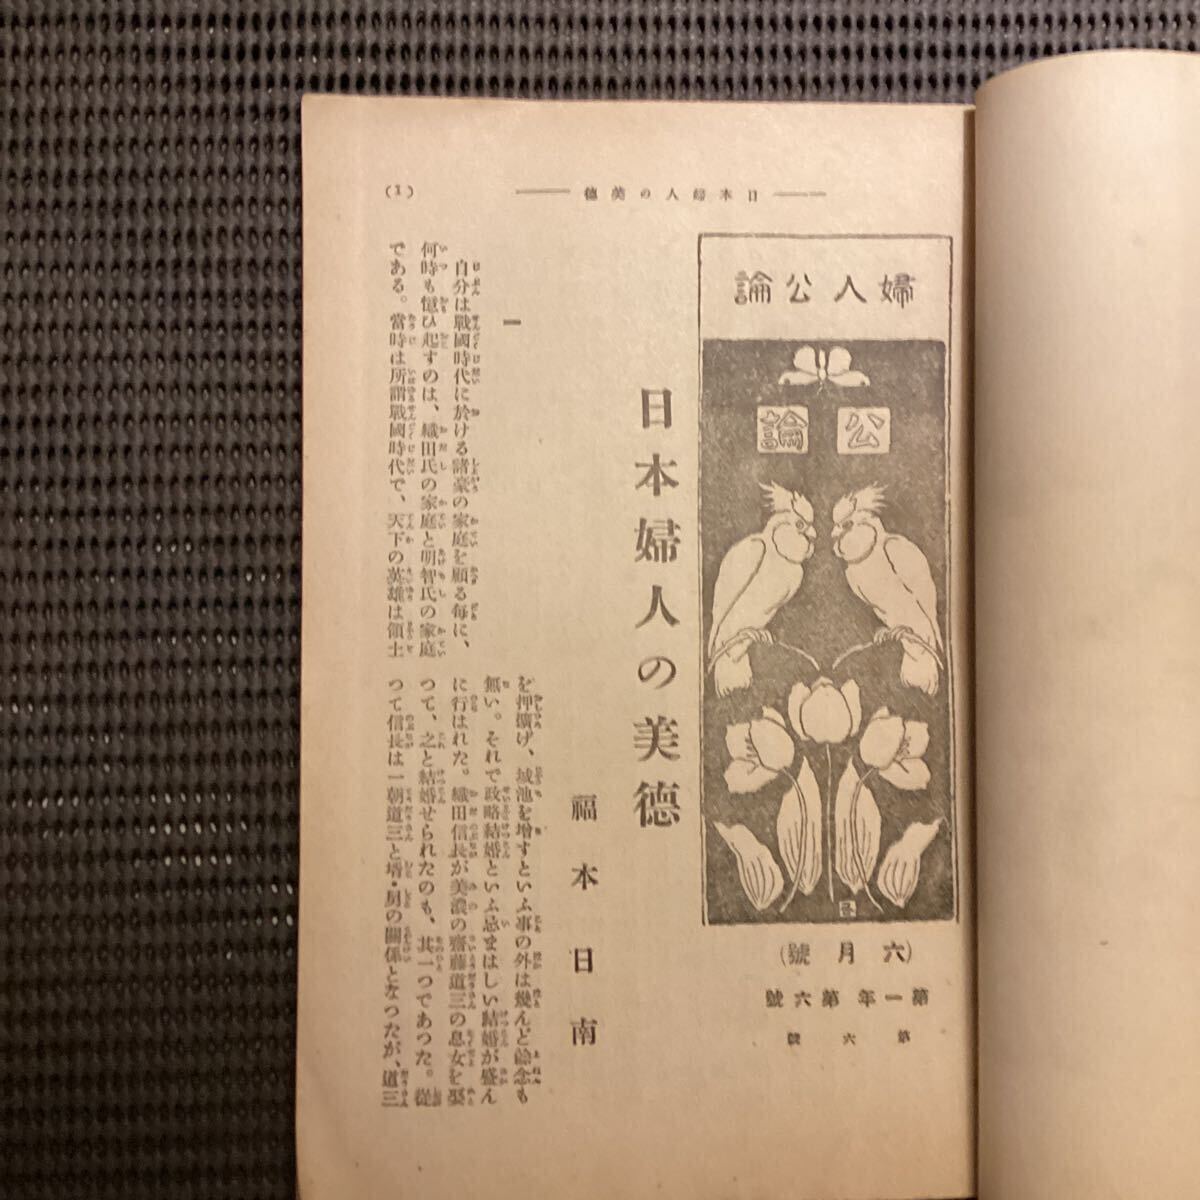 (1)
日本婦人の美德
婦人公論
公論
(六月號)
第一年第六號
第六號
日本婦人の美德
福本日南
一
自分は戰國時代に於ける諸豪の家庭を顧る每に、
何時も憶ひ起すのは、織田氏の家庭と明智氏の家庭
である。當時は所謂戰國時代で、天下の英雄は領土
を押擴げ、城池を增すといふ事の外は幾んど餘念も
無い。それで政略結婚といふ忌まはしい結婚が盛ん
に行はれた。織田信長が美濃の齋藤道三の息女を娶
つて、之と結婚せられたのも、其一つであつた。從
つて信長は一朝道三と壻・舅の關係となつたが、道三